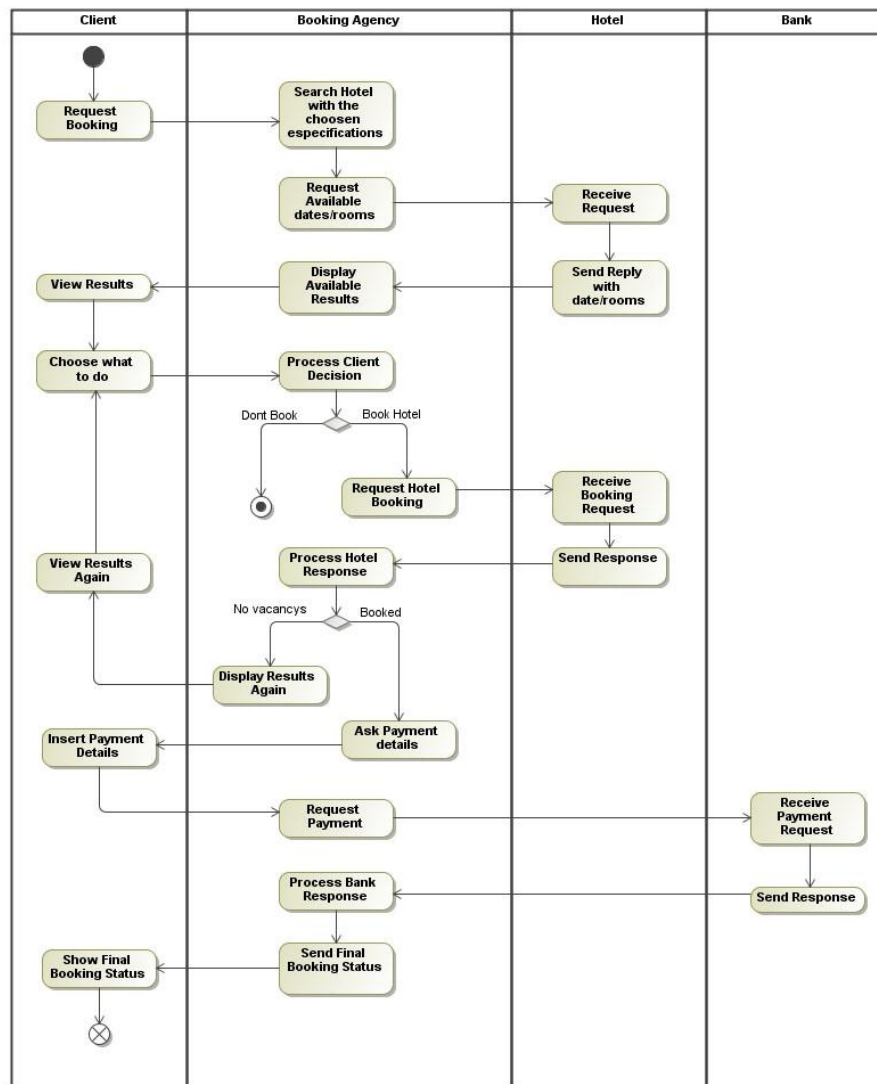 Client
Booking Agency
Hotel
Bank
Request
Booking
Search Hotel
with the
choosen
especifications
Request
Available
dates/rooms
Receive
Request
View Results
Display
Available
Results
Send Reply
with
date/rooms
Choose what
to do
Process Client
Decision
Dont Book
Book Hotel
Request Hotel
Booking
Receive
Booking
Request
View Results
Again
Process Hotel
Response
Send Response
No vacancys
Booked
Display Results
Again
Insert Payment
Details
Ask Payment
details
Request
Payment
Receive
Payment
Request
Process Bank
Response
Send Response
Show Final
Booking Status
Send Final
Booking Status